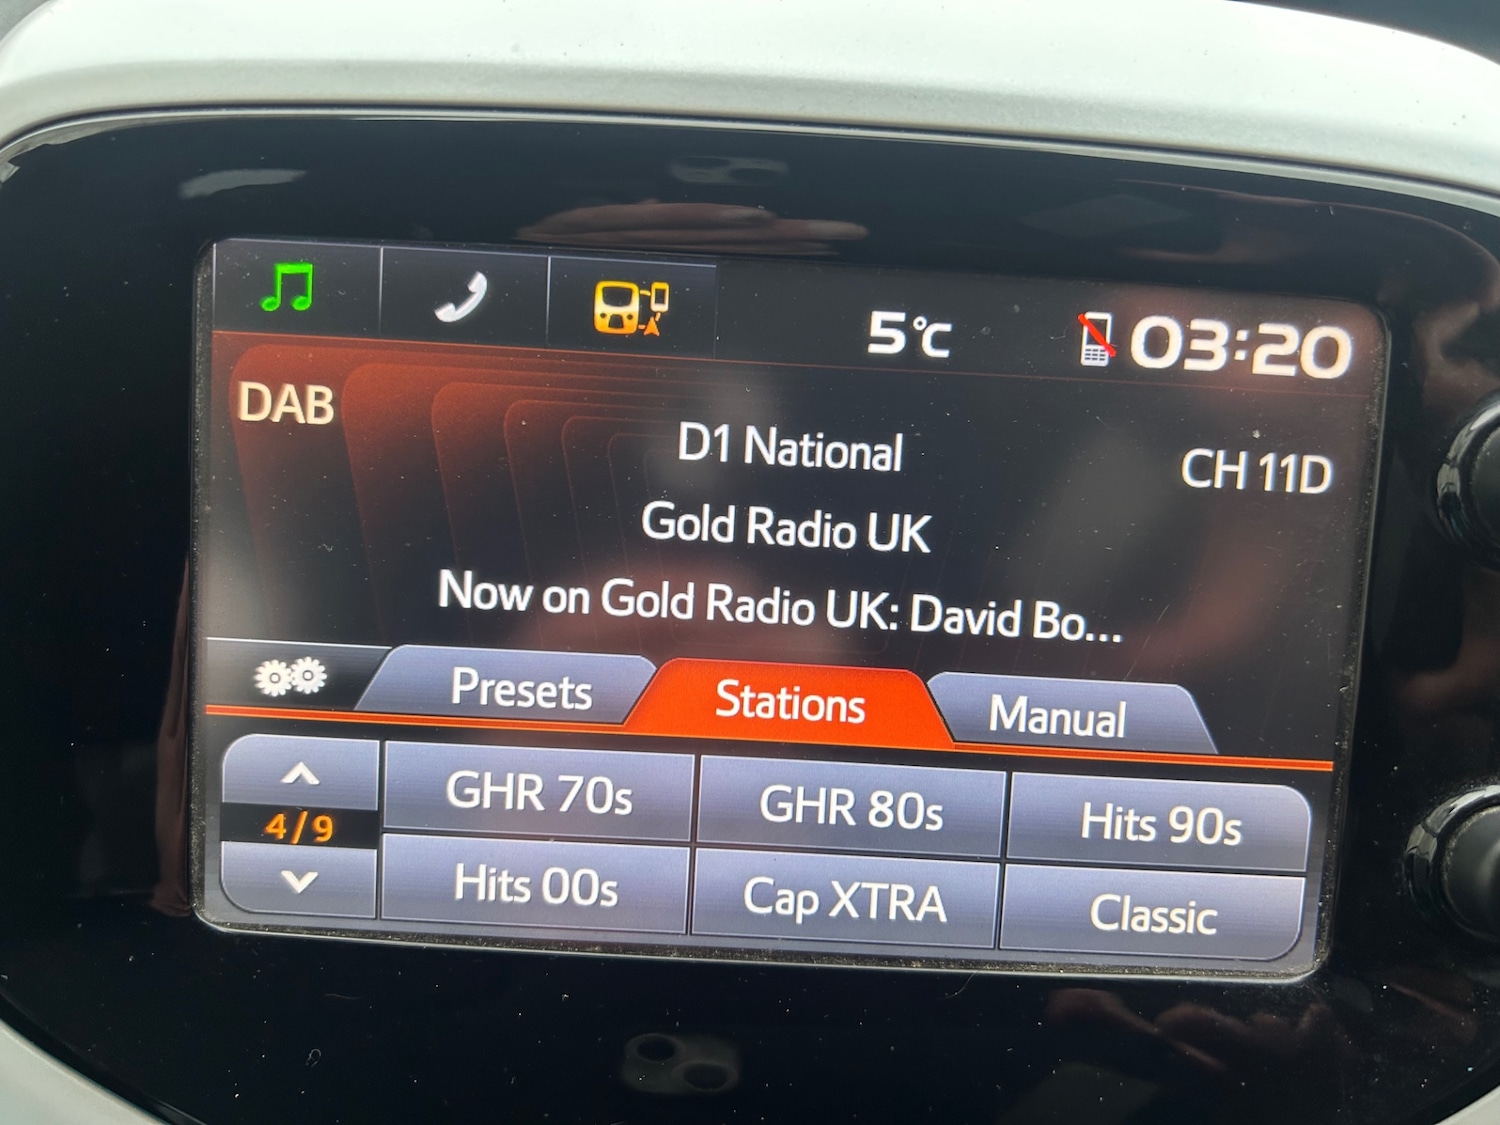 5°C
03:20
DAB
D1 National
CH 11D
Gold Radio UK
Now on Gold Radio UK: David Bo...
Presets
Stations
Manual
4/9
GHR 70s
GHR 80s
Hits 90s
Hits 00s
Cap XTRA
Classic